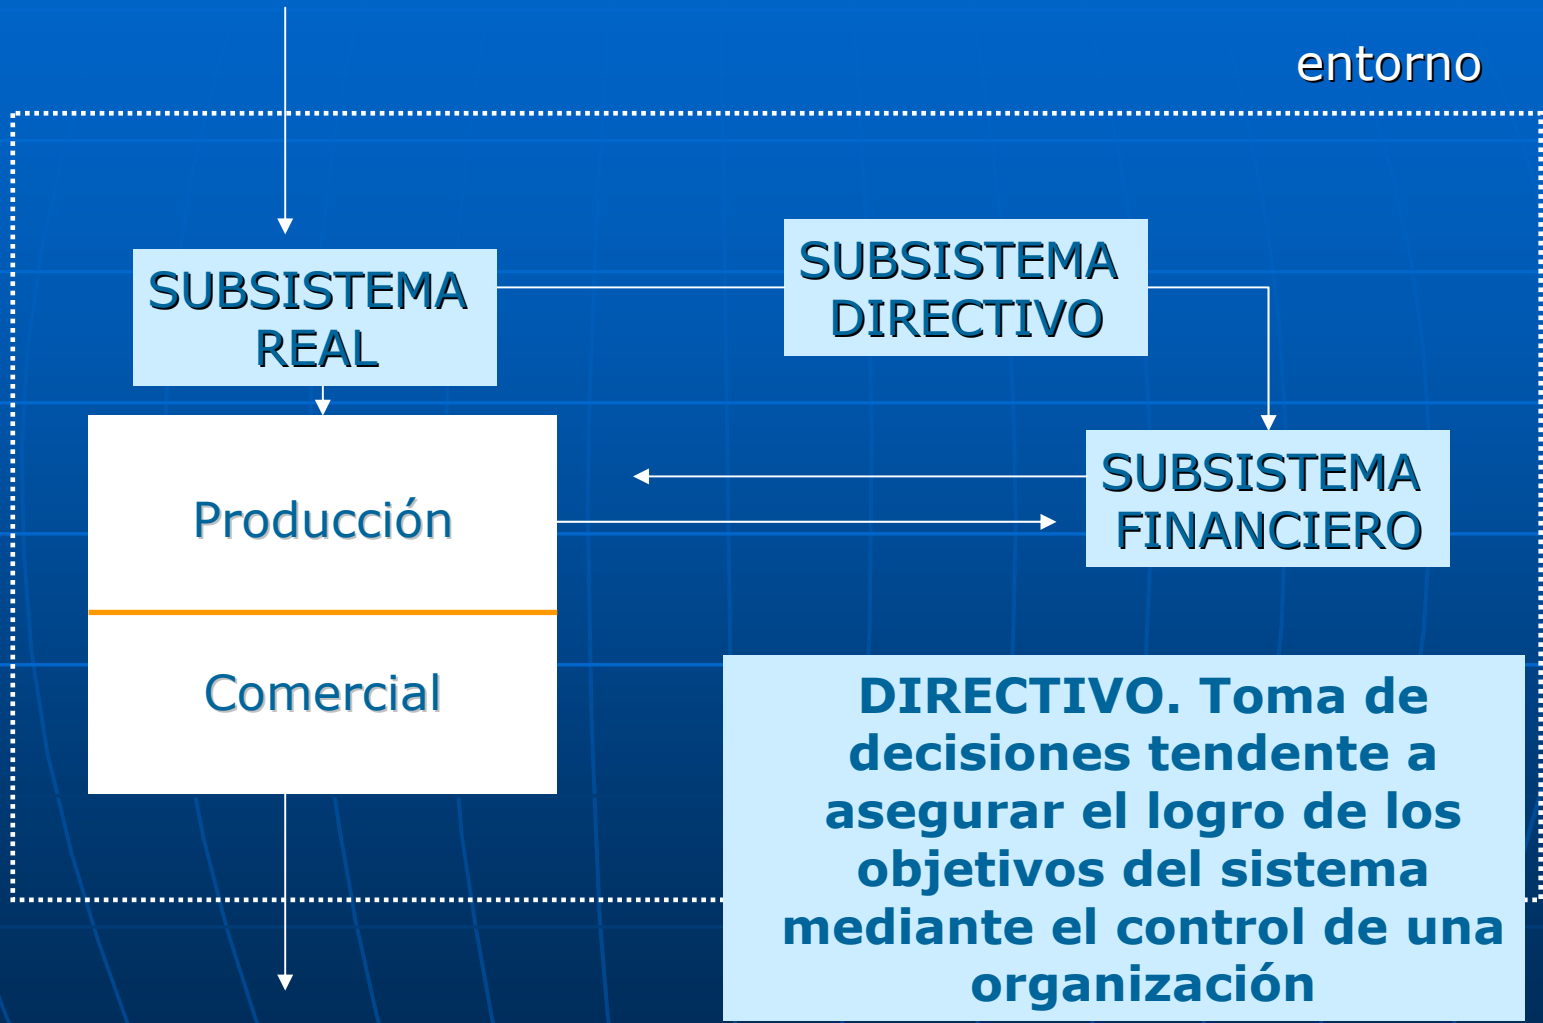 entorno
SUBSISTEMA
REAL
SUBSISTEMA
DIRECTIVO
SUBSISTEMA
FINANCIERO
Producción
Comercial
DIRECTIVO. Toma de
decisiones tendente a
asegurar el logro de los
objetivos del sistema
mediante el control de una
organización